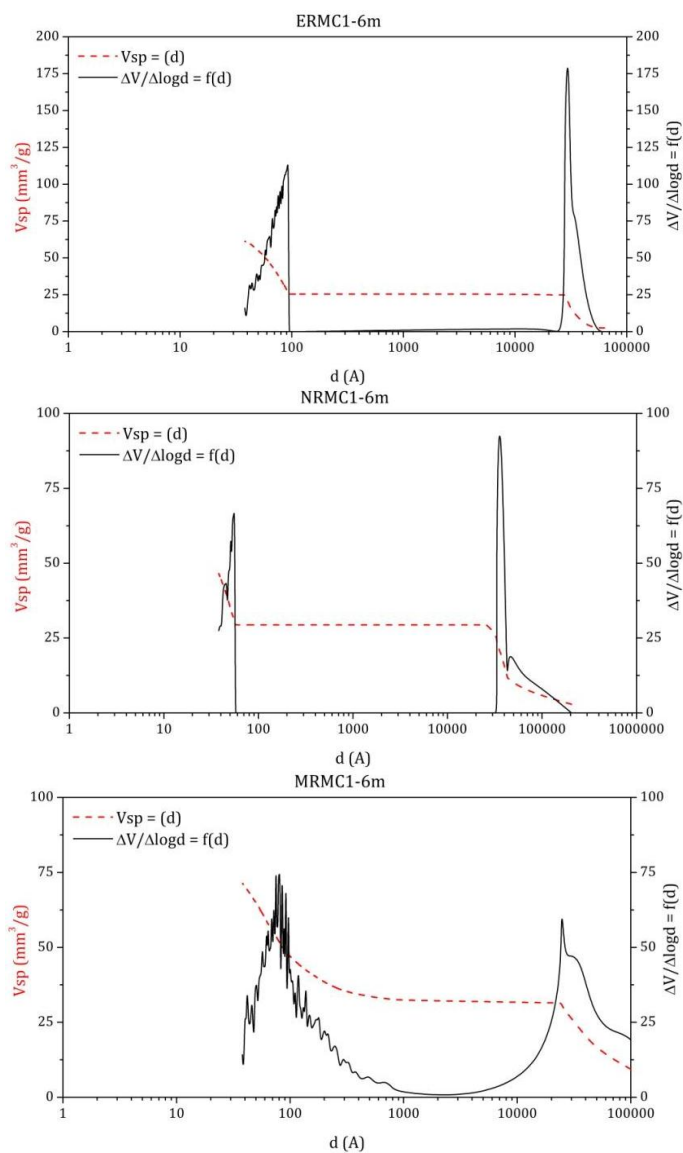 ERMC1-6m
200
175
150
125
100
75
50
25
0
Vsp (mm³/g)
Vsp = (d)
ΔV/Δlogd = f(d)
200
175
150
125
100
75
50
25
0
ΔV/Δlogd = f(d)
1 10 100 1000 10000 100000
d (A)
NRMC1-6m
100
75
50
25
0
Vsp (mm³/g)
Vsp = (d)
ΔV/Δlogd = f(d)
100
75
50
25
0
ΔV/Δlogd = f(d)
1 10 100 1000 10000 100000 1000000
d (A)
MRMC1-6m
100
75
50
25
0
Vsp (mm³/g)
Vsp = (d)
ΔV/Δlogd = f(d)
100
75
50
25
0
ΔV/Δlogd = f(d)
1 10 100 1000 10000 100000
d (A)